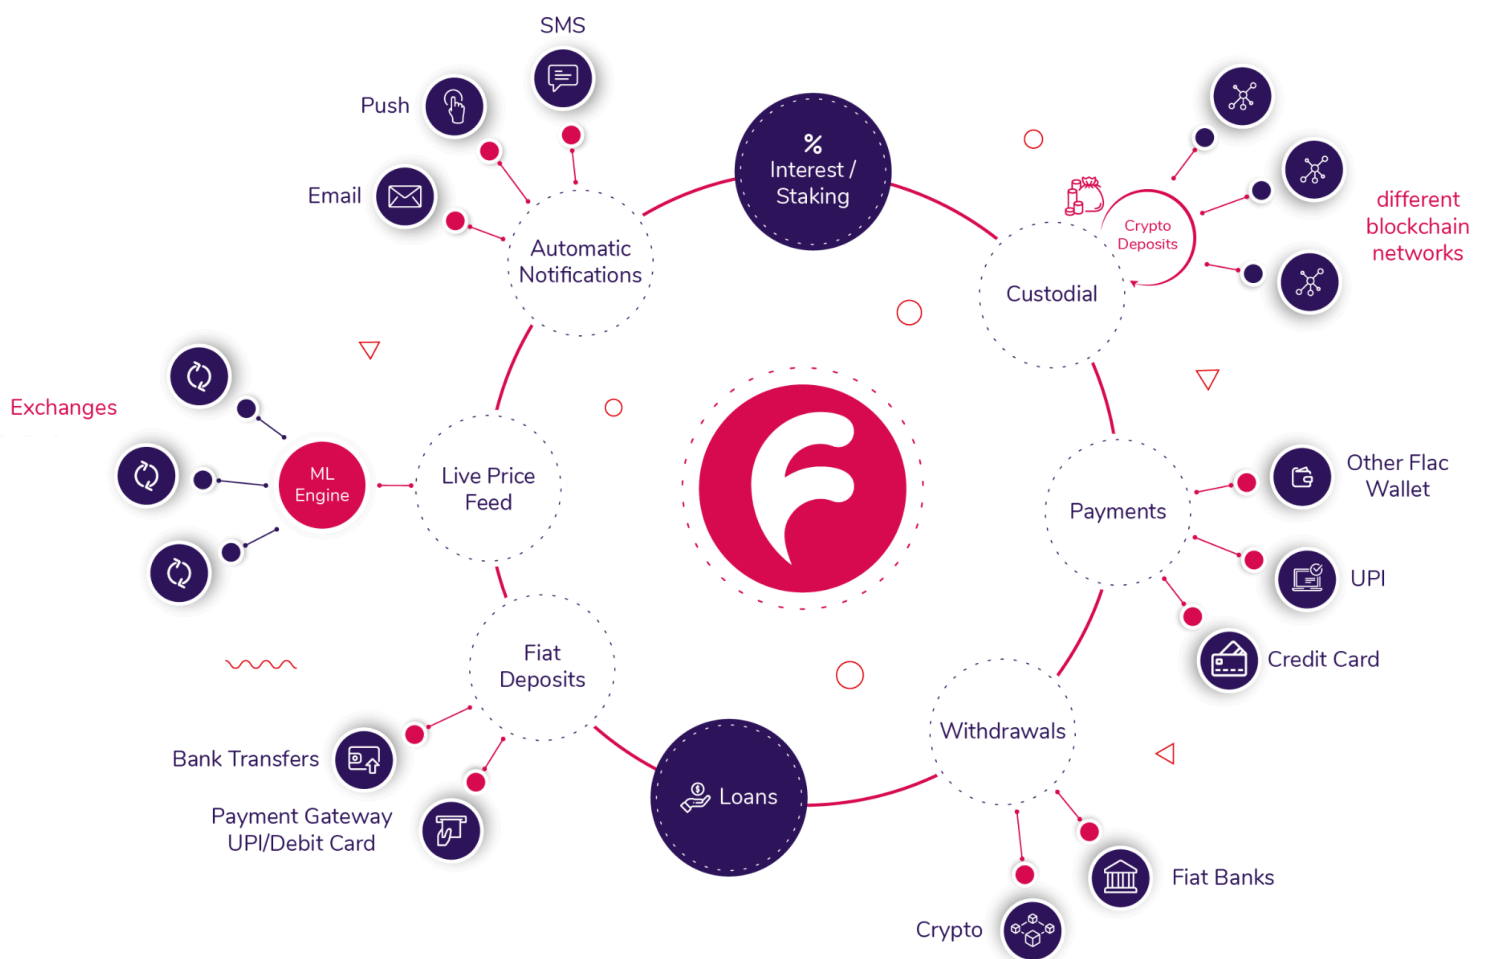 SMS
Push
Email
Automatic
Notifications
%
Interest /
Staking
Crypto
Deposits
different
blockchain
networks
Custodial
Exchanges
ML
Engine
Live Price
Feed
Payments
Other Flac
Wallet
UPI
Credit Card
Fiat
Deposits
Bank Transfers
Payment Gateway
UPI/Debit Card
Loans
Withdrawals
Fiat Banks
Crypto